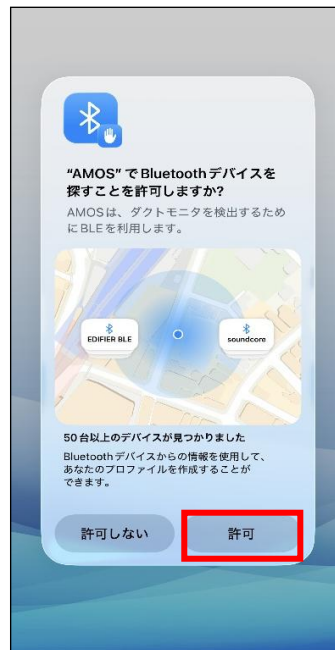 “AMOS” でBluetoothデバイスを
探すことを許可しますか?
AMOSは、ダクトモニタを検出するため
にBLEを利用します。
EDIFIER BLE
soundcore
50台以上のデバイスが見つかりました
Bluetoothデバイスからの情報を使用して、
あなたのプロファイルを作成することが
できます。
許可しない
許可